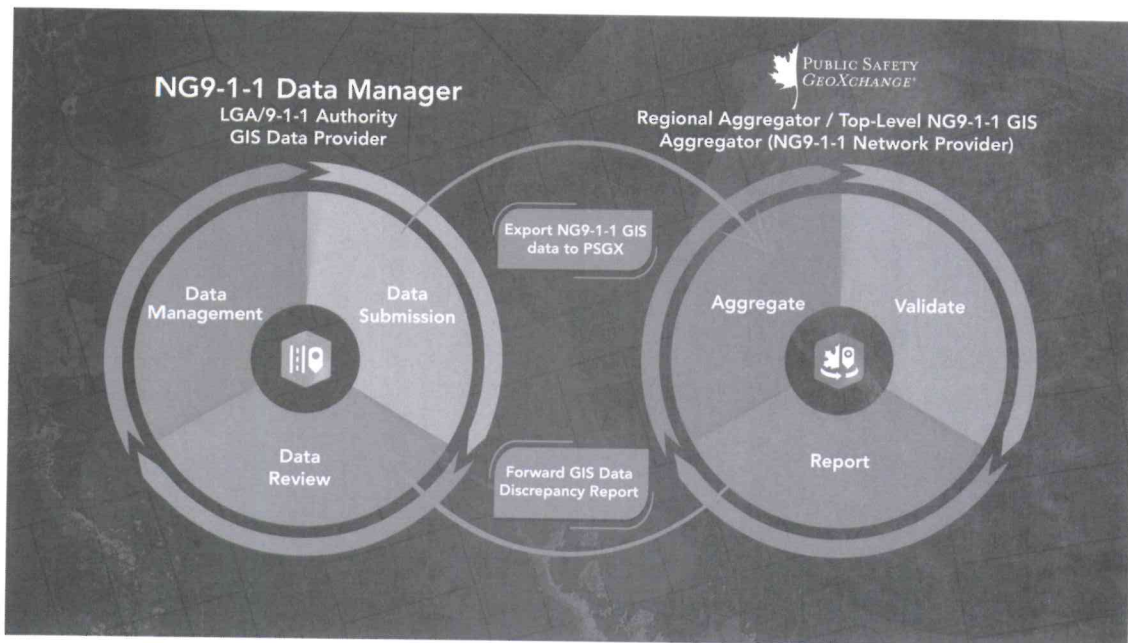 NG9-1-1 Data Manager
LGA/9-1-1 Authority
GIS Data Provider
PUBLIC SAFETY
GEOXCHANGE®
Regional Aggregator / Top-Level NG9-1-1 GIS
Aggregator (NG9-1-1 Network Provider)
Export NG9-1-1 GIS
data to PSGX
Data
Management
Data
Submission
Data
Review
Forward GIS Data
Discrepancy Report
Aggregate
Validate
Report